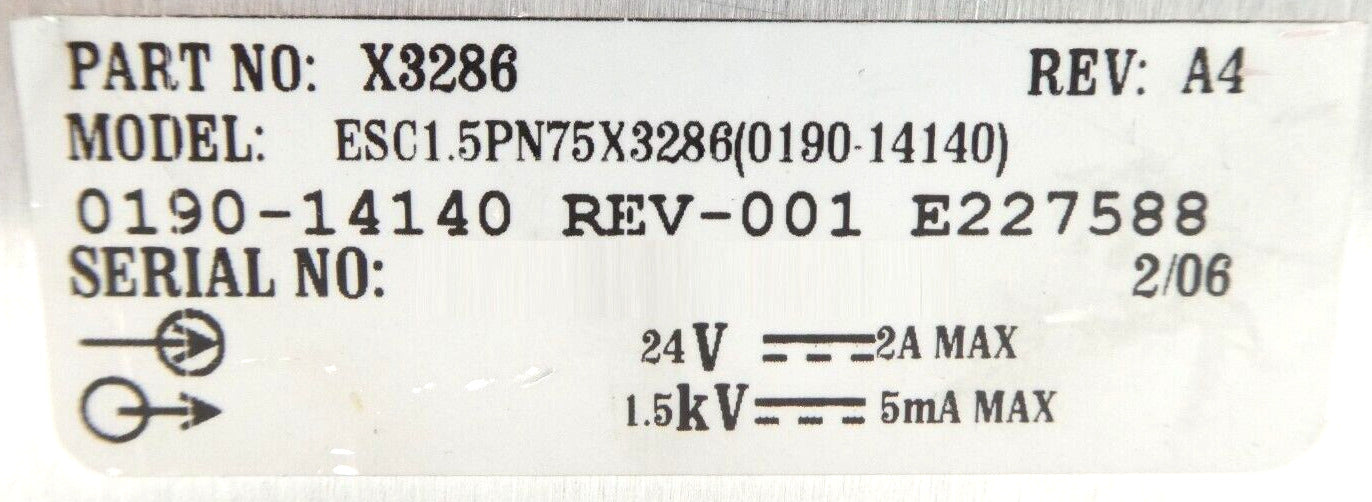 PART NO: X3286 REV: A4
MODEL: ESC1.5PN75X3286(0190-14140)
0190-14140 REV-001 E227588
SERIAL NO: 2/06
24V 2A MAX
1.5kV 5mA MAX